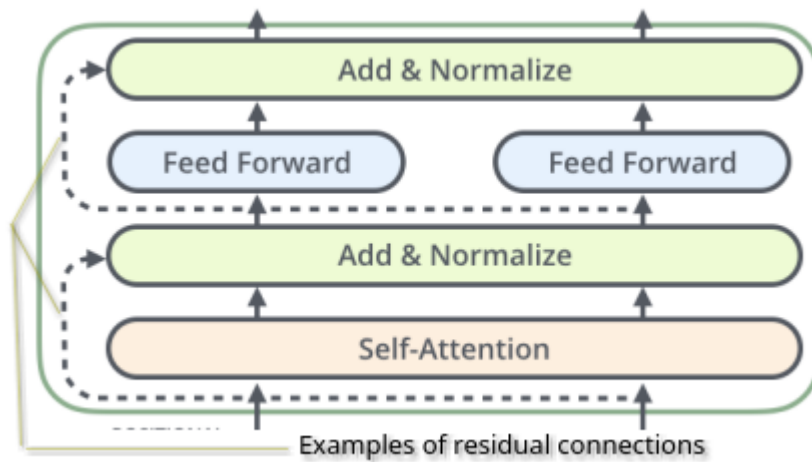 Add & Normalize
Feed Forward Feed Forward
Add & Normalize
Self-Attention
Examples of residual connections